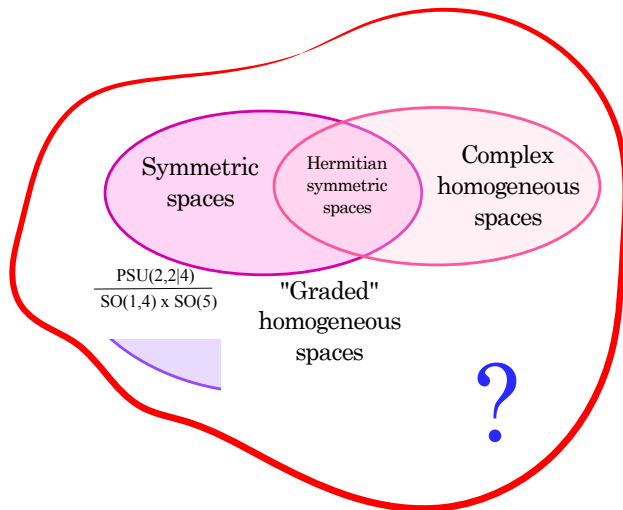 Symmetric
spaces
Hermitian
symmetric
spaces
Complex
homogeneous
spaces
PSU(2,2|4)
SO(1,4) x SO(5)
"Graded"
homogeneous
spaces
?